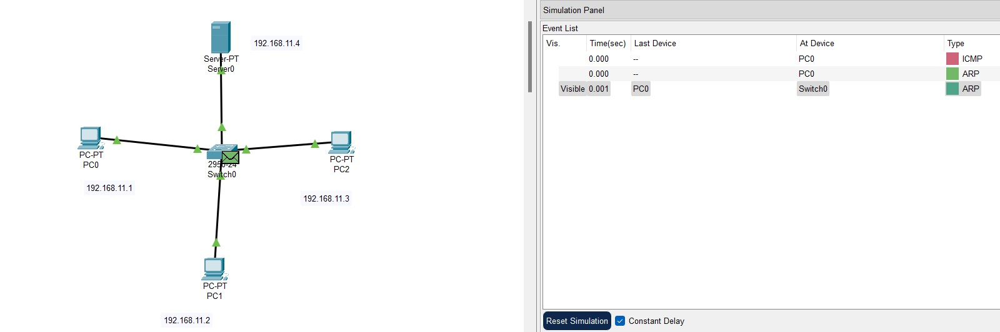 192.168.11.4
Server-PT
Server0
PC-PT
PC0
192.168.11.1
2950-24
Switch0
PC-PT
PC2
192.168.11.3
PC-PT
PC1
192.168.11.2
Simulation Panel
Event List
Vis. Time(sec) Last Device At Device Type
0.000 -- PC0 ICMP
0.000 -- PC0 ARP
Visible 0.001 PC0 Switch0 ARP
Reset Simulation Constant Delay